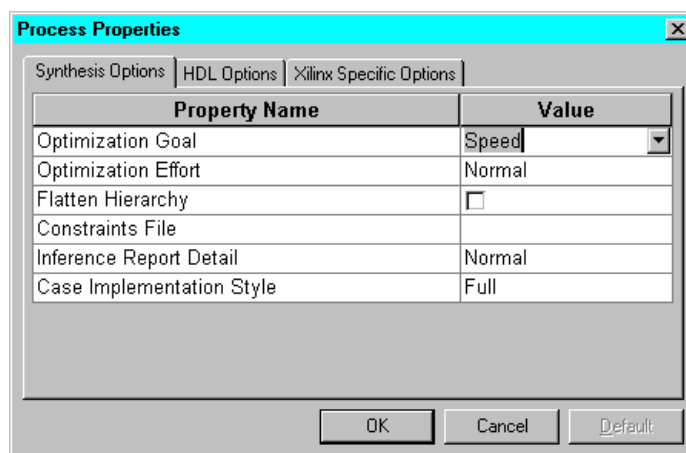 Process Properties
Synthesis Options HDL Options Xilinx Specific Options
Property Name Value
Optimization Goal Speed
Optimization Effort Normal
Flatten Hierarchy
Constraints File
Inference Report Detail Normal
Case Implementation Style Full
OK Cancel Default